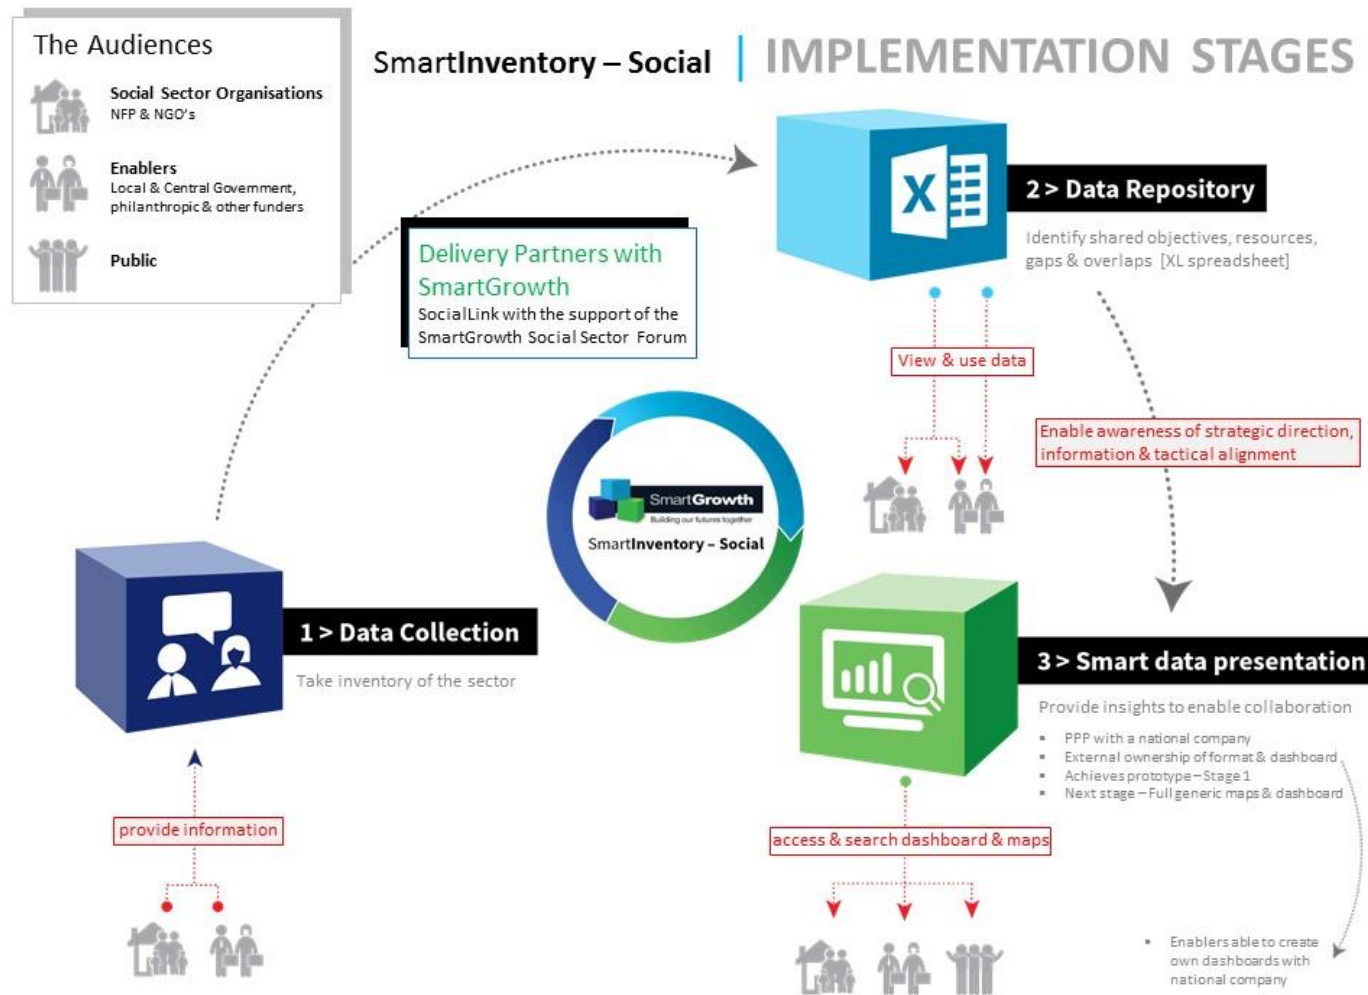 The Audiences
Social Sector Organisations
NFP & NGO's
Enablers
Local & Central Government,
philanthropic & other funders
Public
SmartInventory – Social | IMPLEMENTATION STAGES
Delivery Partners with
SmartGrowth
SocialLink with the support of the
SmartGrowth Social Sector Forum
X
2 > Data Repository
Identify shared objectives, resources,
gaps & overlaps [XL spreadsheet]
View & use data
Enable awareness of strategic direction,
information & tactical alignment
SmartGrowth
Building our futures together
SmartInventory – Social
1 > Data Collection
Take inventory of the sector
provide information
3 > Smart data presentation
Provide insights to enable collaboration
▪ PPP with a national company
▪ External ownership of format & dashboard
▪ Achieves prototype – Stage 1
▪ Next stage – Full generic maps & dashboard
access & search dashboard & maps
▪ Enablers able to create
own dashboards with
national company